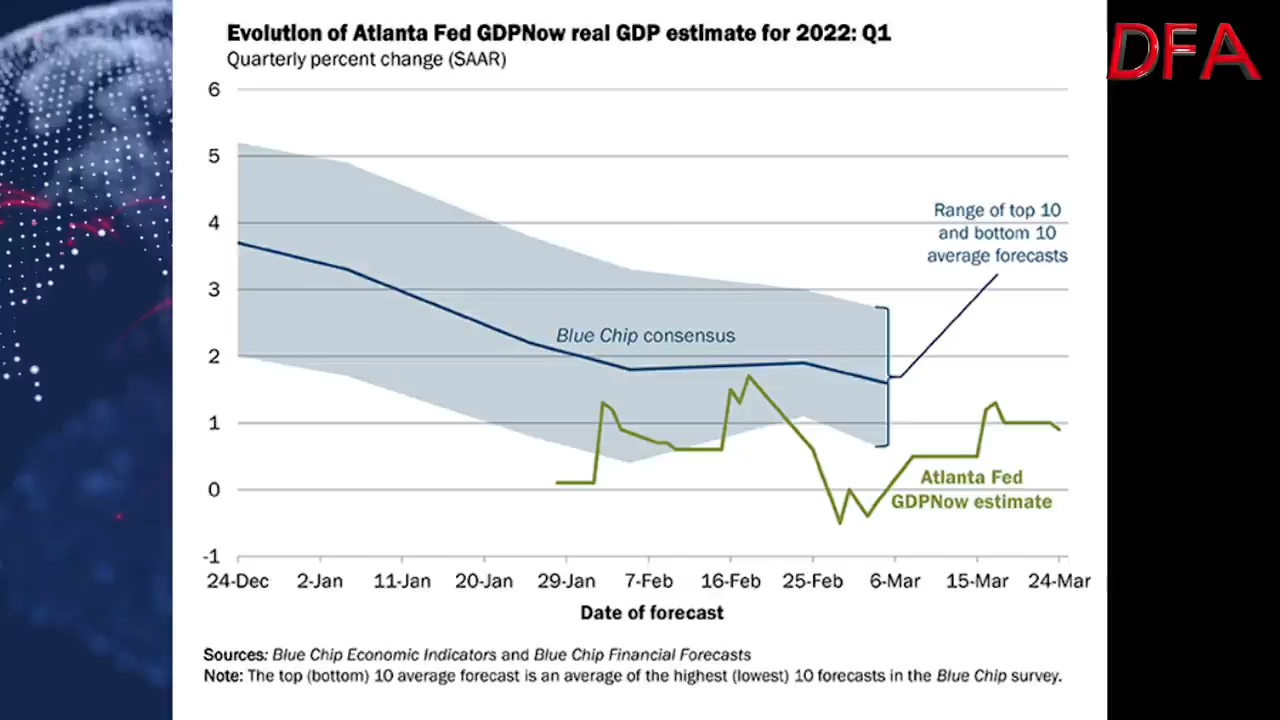 Evolution of Atlanta Fed GDPNow real GDP estimate for 2022: Q1
Quarterly percent change (SAAR)
DFA
6
5
4
3
2
1
0
-1
Range of top 10
and bottom 10
average forecasts
Blue Chip consensus
Atlanta Fed
GDPNow estimate
24-Dec 2-Jan 11-Jan 20-Jan 29-Jan 7-Feb 16-Feb 25-Feb 6-Mar 15-Mar 24-Mar
Date of forecast
Sources: Blue Chip Economic Indicators and Blue Chip Financial Forecasts
Note: The top (bottom) 10 average forecast is an average of the highest (lowest) 10 forecasts in the Blue Chip survey.